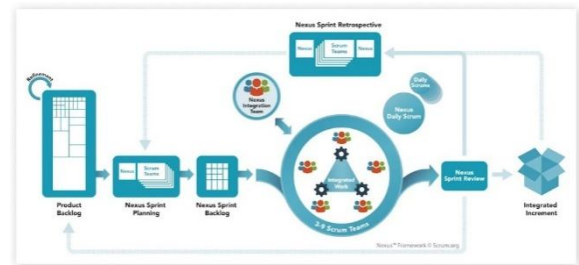 Nexus Sprint Retrospective
Nexus
Scrum
Teams
Nexus
Refinement
Nexus
Integration
Team
Daily
Scrums
Nexus
Daily Scrum
Nexus
Scrum
Teams
Integrated
Work
3-9 Scrum Teams
Nexus
Sprint Review
Product
Backlog
Nexus Sprint
Planning
Nexus Sprint
Backlog
Integrated
Increment
Nexus™ Framework © Scrum.org